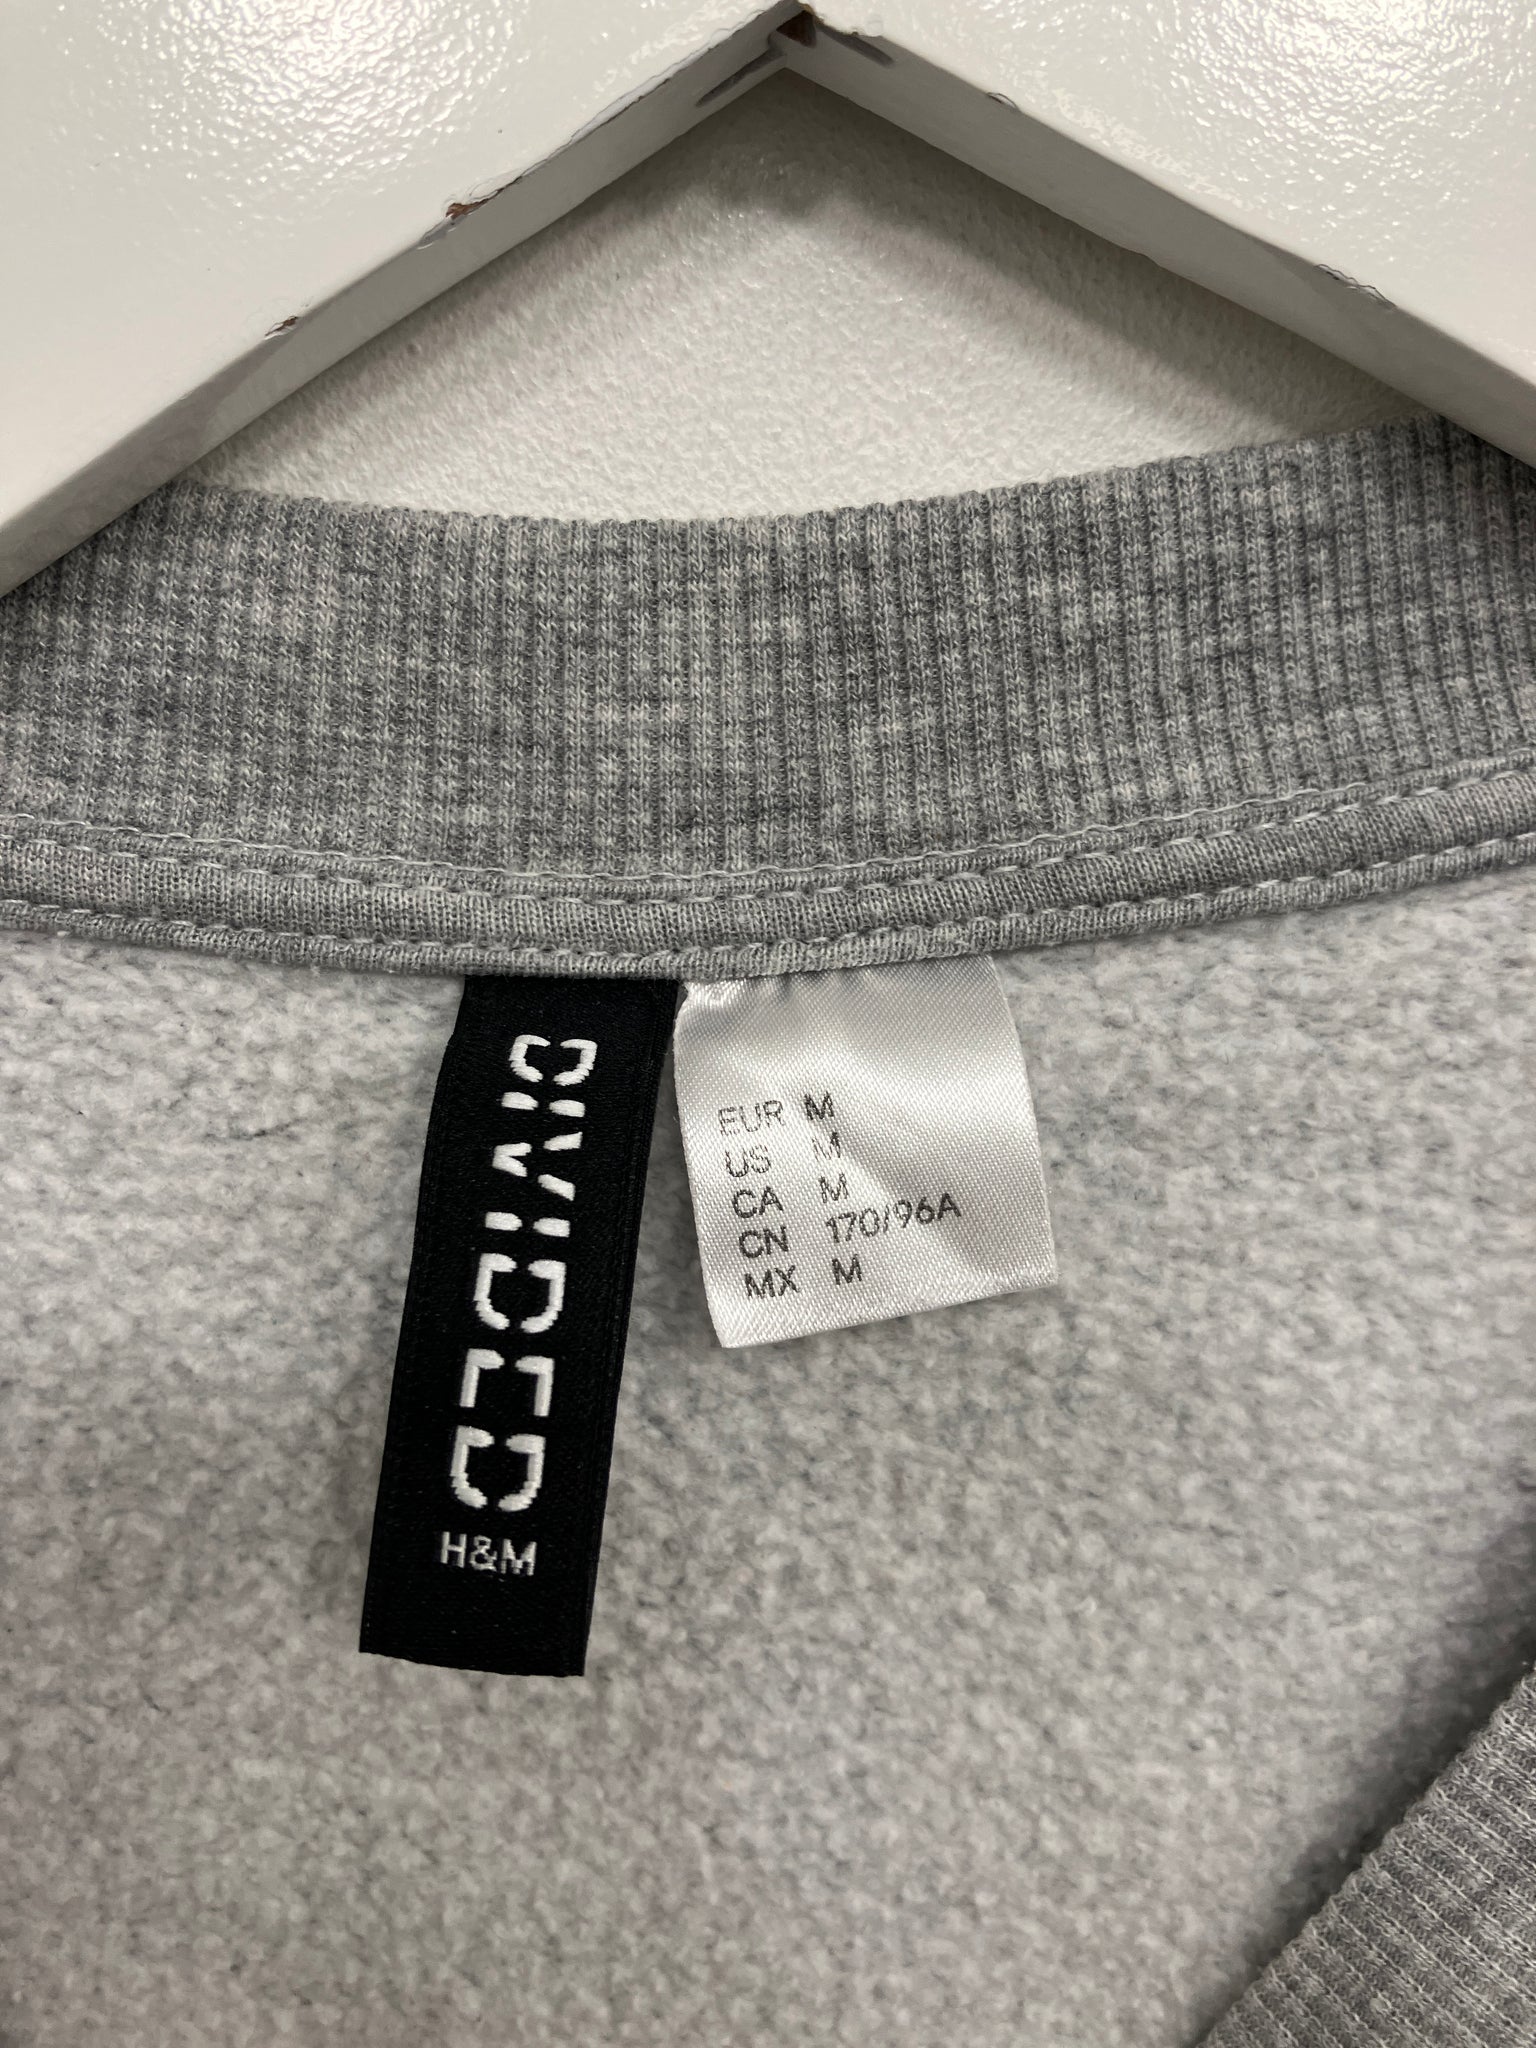 DIVIDED
H&M
EUR M
US M
CA M
CN 170/96A
MX M